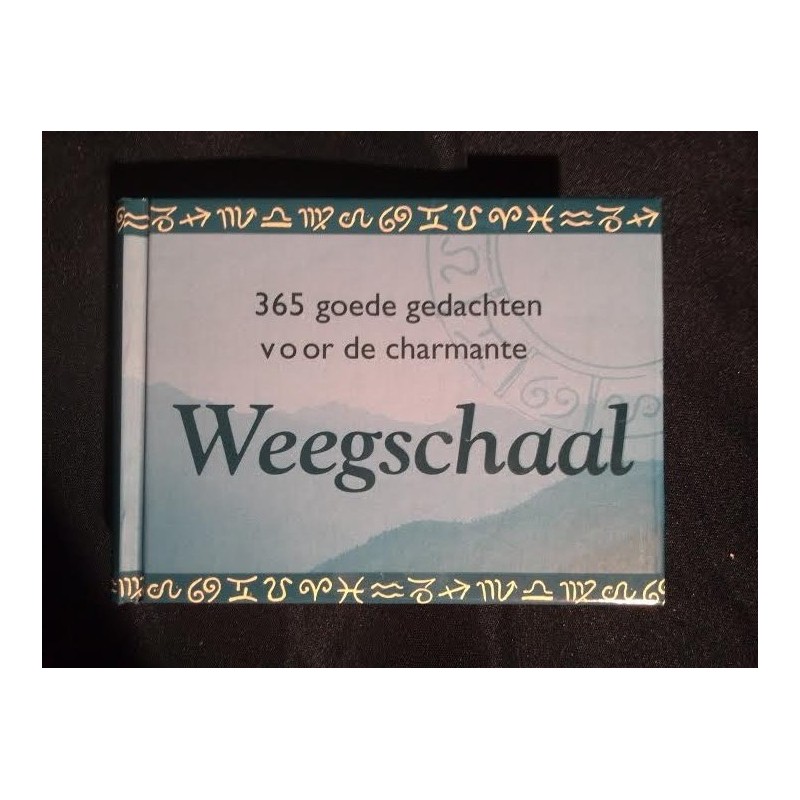 365 goede gedachten
voor de charmante
Weegschaal